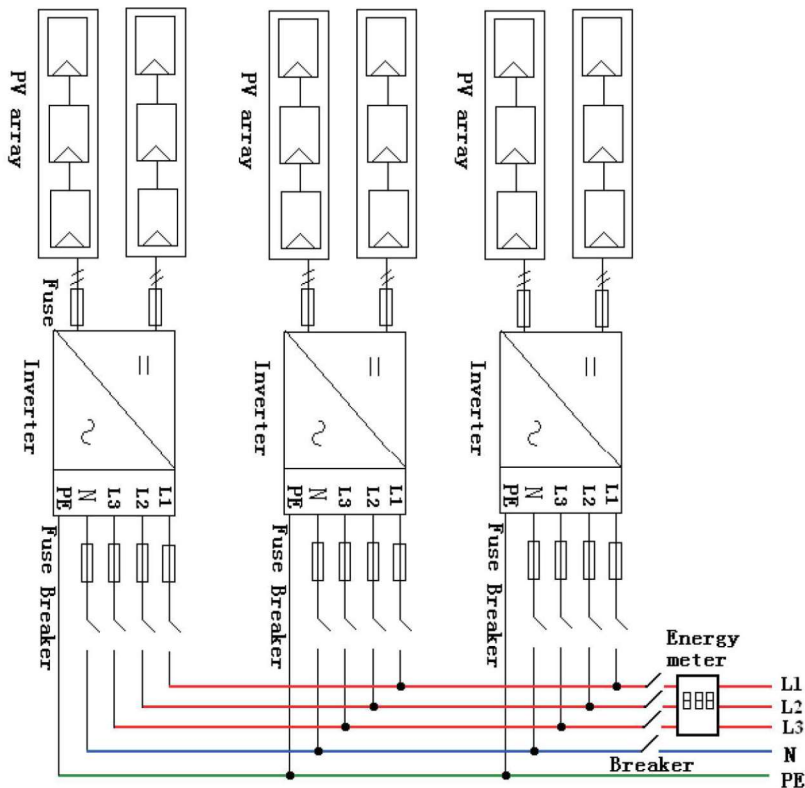 PV array
PV array
PV array
Fuse
Inverter
Inverter
Inverter
PE N L3 L2 L1
PE N L3 L2 L1
PE N L3 L2 L1
Fuse Breaker
Fuse Breaker
Fuse Breaker
Energy
meter
L1
L2
L3
N
Breaker
PE